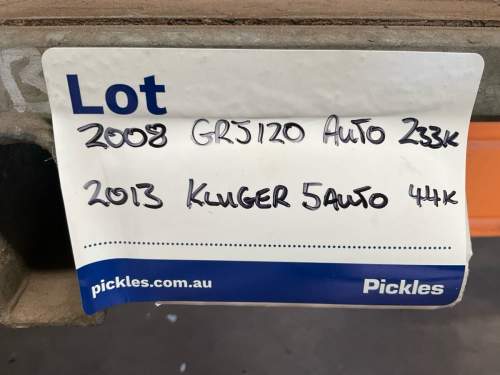 Lot
2008 GRJ120 AUTO 233K
2013 KLUGER 5AUTO 44K
pickles.com.au Pickles